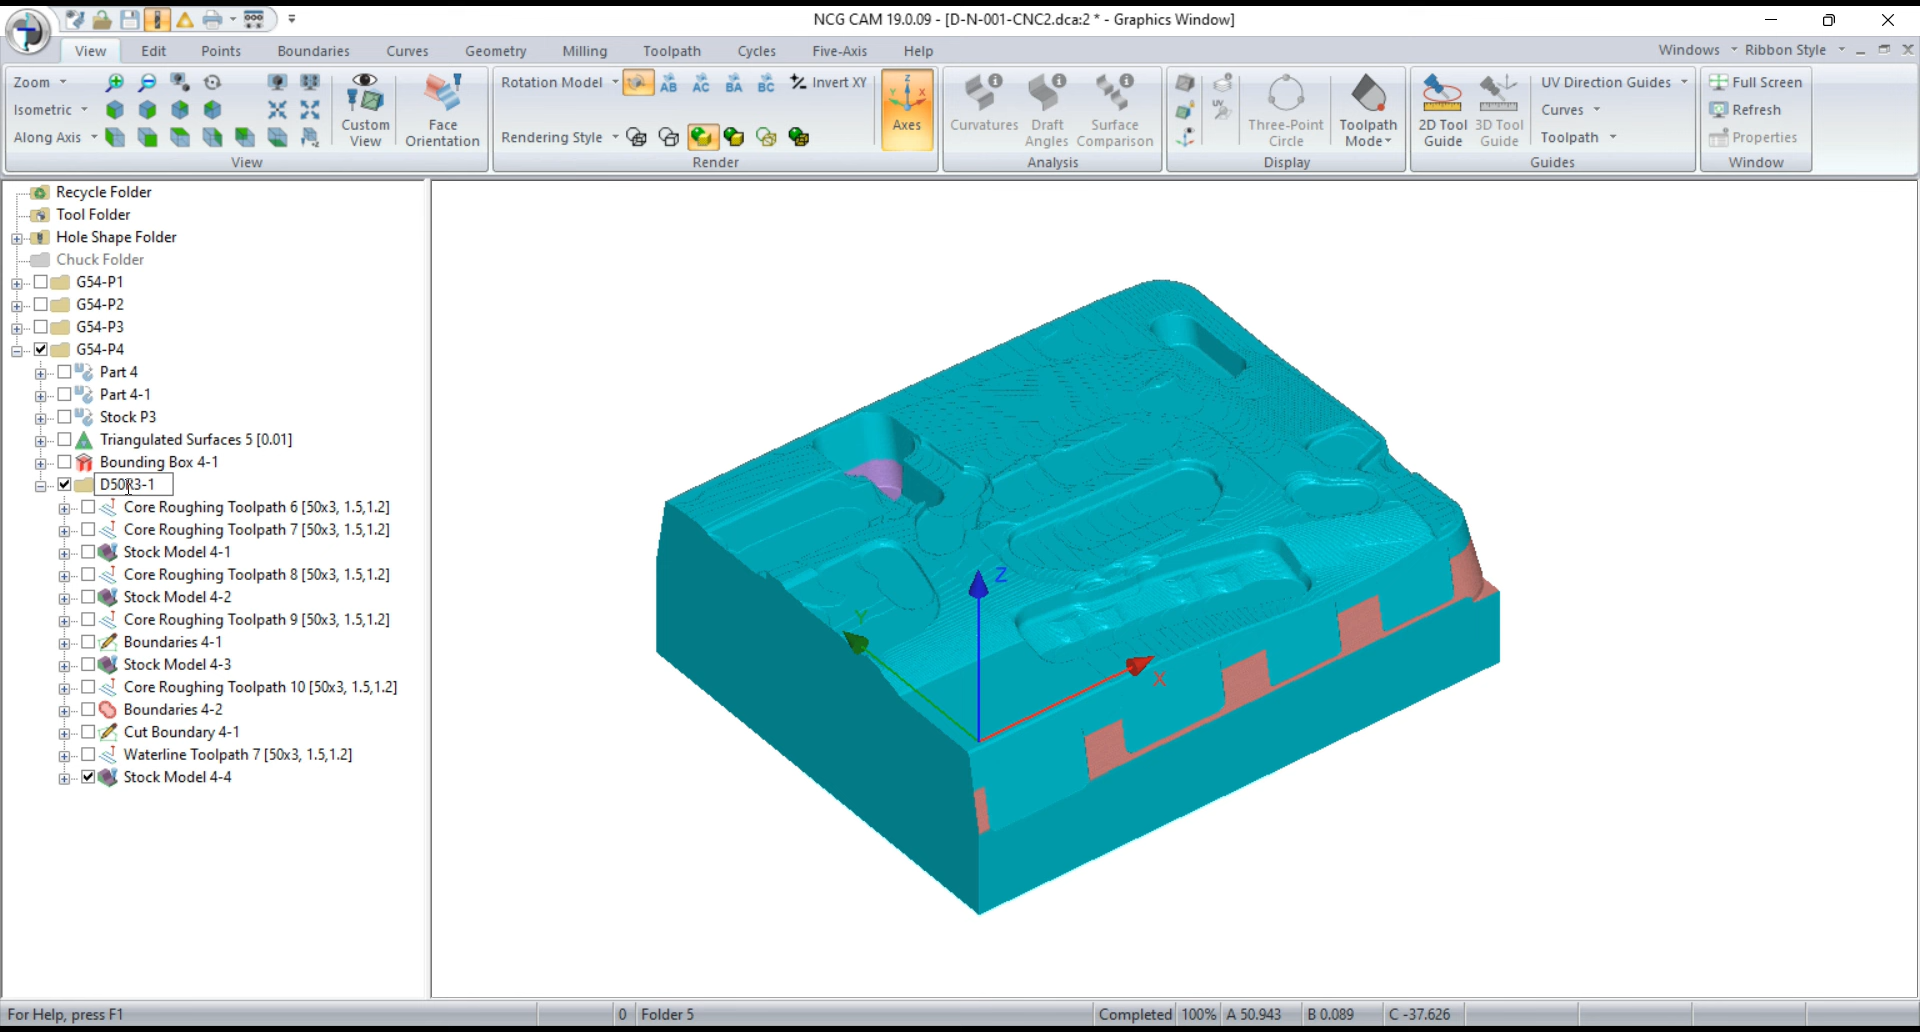 NCG CAM 19.0.09 - [D-N-001-CNC2.dca:2 * - Graphics Window]
View Edit Points Boundaries Curves Geometry Milling Toolpath Cycles Five-Axis Help Windows Ribbon Style
Zoom Rotation Model AB AC BA BC Invert XY UV Direction Guides Full Screen
Isometric Curves Refresh
Along Axis Rendering Style Toolpath Properties
Custom View
Face Orientation
Axes
Curvatures
Draft Angles
Surface Comparison
Three-Point Circle
Toolpath Mode
2D Tool Guide
3D Tool Guide
View Render Analysis Display Guides Window
Recycle Folder
Tool Folder
Hole Shape Folder
Chuck Folder
G54-P1
G54-P2
G54-P3
G54-P4
Part 4
Part 4-1
Stock P3
Triangulated Surfaces 5 [0.01]
Bounding Box 4-1
D50R3-1
Core Roughing Toolpath 6 [50x3, 1.5,1.2]
Core Roughing Toolpath 7 [50x3, 1.5,1.2]
Stock Model 4-1
Core Roughing Toolpath 8 [50x3, 1.5,1.2]
Stock Model 4-2
Core Roughing Toolpath 9 [50x3, 1.5,1.2]
Boundaries 4-1
Stock Model 4-3
Core Roughing Toolpath 10 [50x3, 1.5,1.2]
Boundaries 4-2
Cut Boundary 4-1
Waterline Toolpath 7 [50x3, 1.5,1.2]
Stock Model 4-4
Z
Y
X
For Help, press F1 0 Folder 5 Completed 100% A 50.943 B 0.089 C -37.626